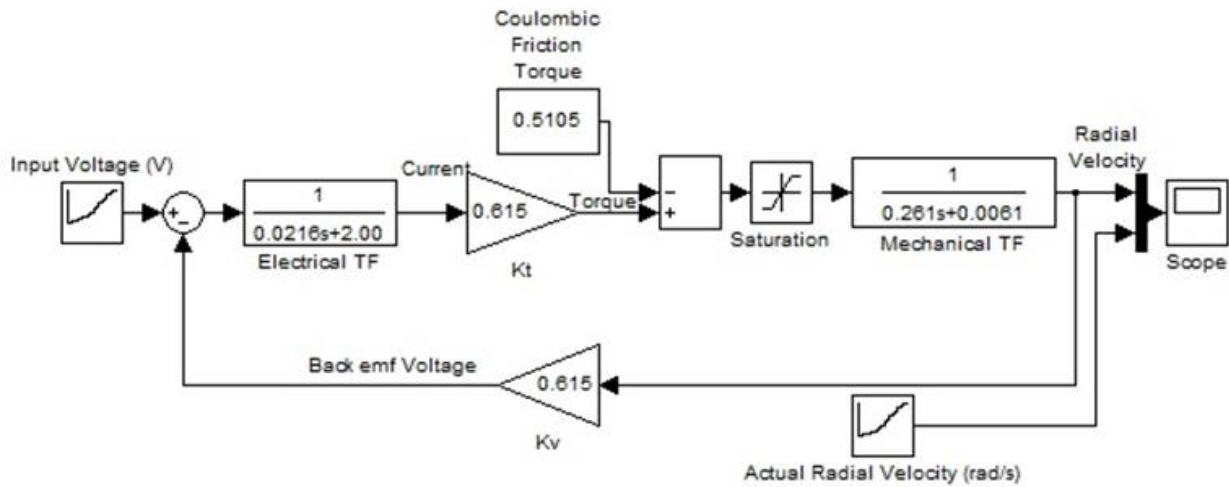 Coulombic
Friction
Torque
0.5105
Input Voltage (V)
+
−
1
0.0216s+2.00
Electrical TF
Current
0.615
Kt
Torque
−
+
Saturation
1
0.261s+0.0061
Mechanical TF
Radial
Velocity
Scope
Back emf Voltage
0.615
Kv
Actual Radial Velocity (rad/s)